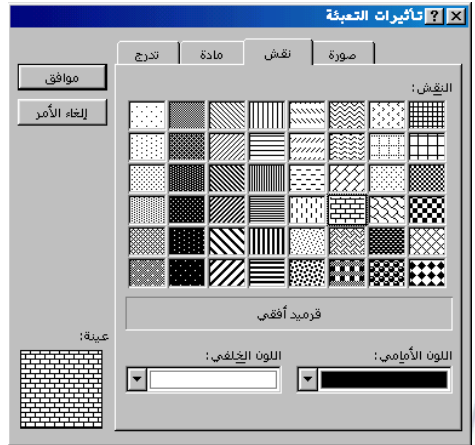 تأثيرات التعبئة
تدرج مادة نقش صورة
النقش:
موافق
إلغاء الأمر
قرميد أفقي
عينة:
اللون الأمامي: اللون الخلفي: